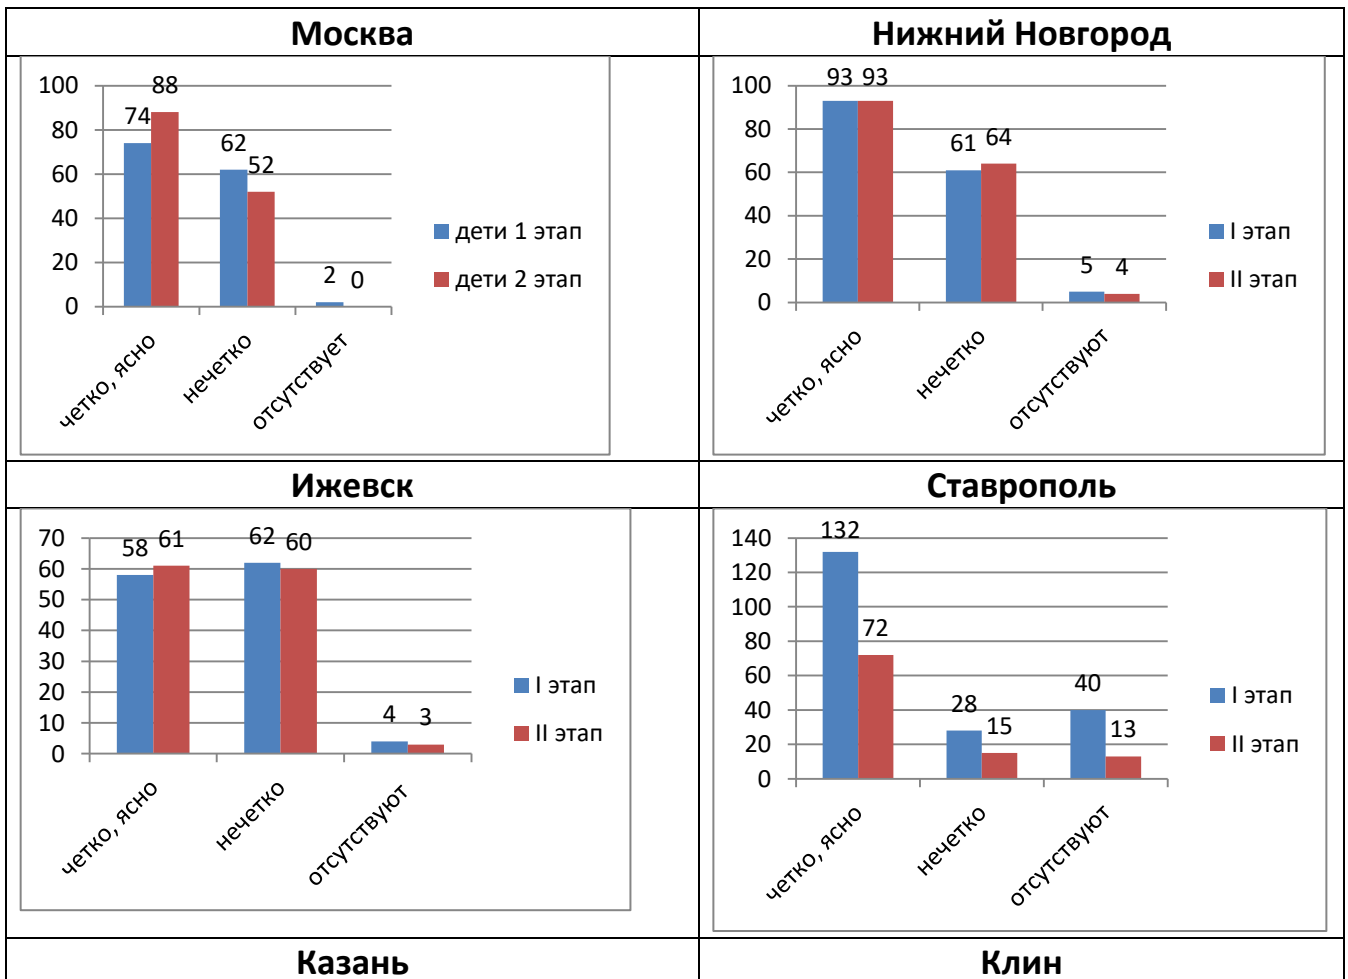 Москва
Нижний Новгород
100
80
60
40
20
0
74
88
62
52
2
0
дети 1 этап
дети 2 этап
четко, ясно
нечетко
отсутствует
100
80
60
40
20
0
93
93
61
64
5
4
I этап
II этап
четко, ясно
нечетко
отсутствуют
Ижевск
Ставрополь
70
60
50
40
30
20
10
0
58
61
62
60
4
3
I этап
II этап
четко, ясно
нечетко
отсутствуют
140
120
100
80
60
40
20
0
132
72
28
15
40
13
I этап
II этап
четко, ясно
нечетко
отсутствуют
Казань
Клин